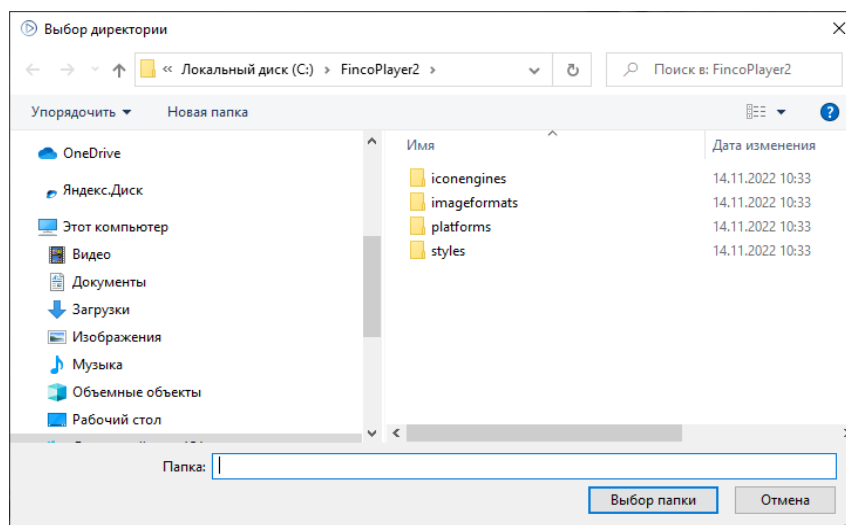 Выбор директории
« Локальный диск (C:) › FincoPlayer2 ›
Поиск в: FincoPlayer2
Упорядочить
Новая папка
OneDrive
Яндекс.Диск
Этот компьютер
Видео
Документы
Загрузки
Изображения
Музыка
Объемные объекты
Рабочий стол
Имя
Дата изменения
iconengines
14.11.2022 10:33
imageformats
14.11.2022 10:33
platforms
14.11.2022 10:33
styles
14.11.2022 10:33
Папка:
Выбор папки
Отмена